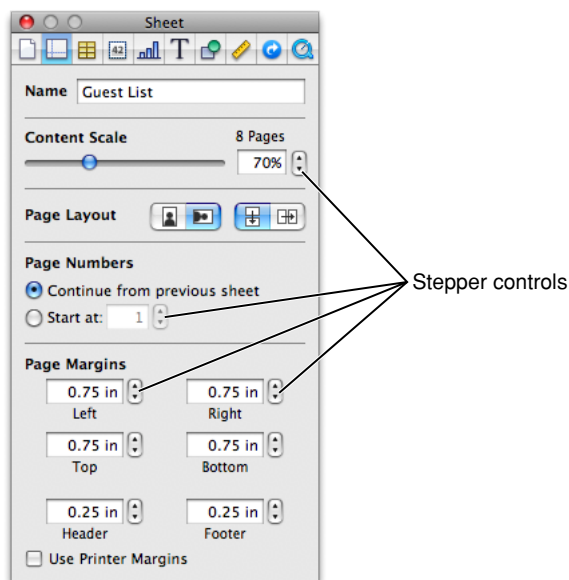 Sheet
42
T
Name Guest List
Content Scale 8 Pages
70%
Page Layout
Page Numbers
Continue from previous sheet
Start at: 1
Stepper controls
Page Margins
0.75 in 0.75 in
Left Right
0.75 in 0.75 in
Top Bottom
0.25 in 0.25 in
Header Footer
Use Printer Margins